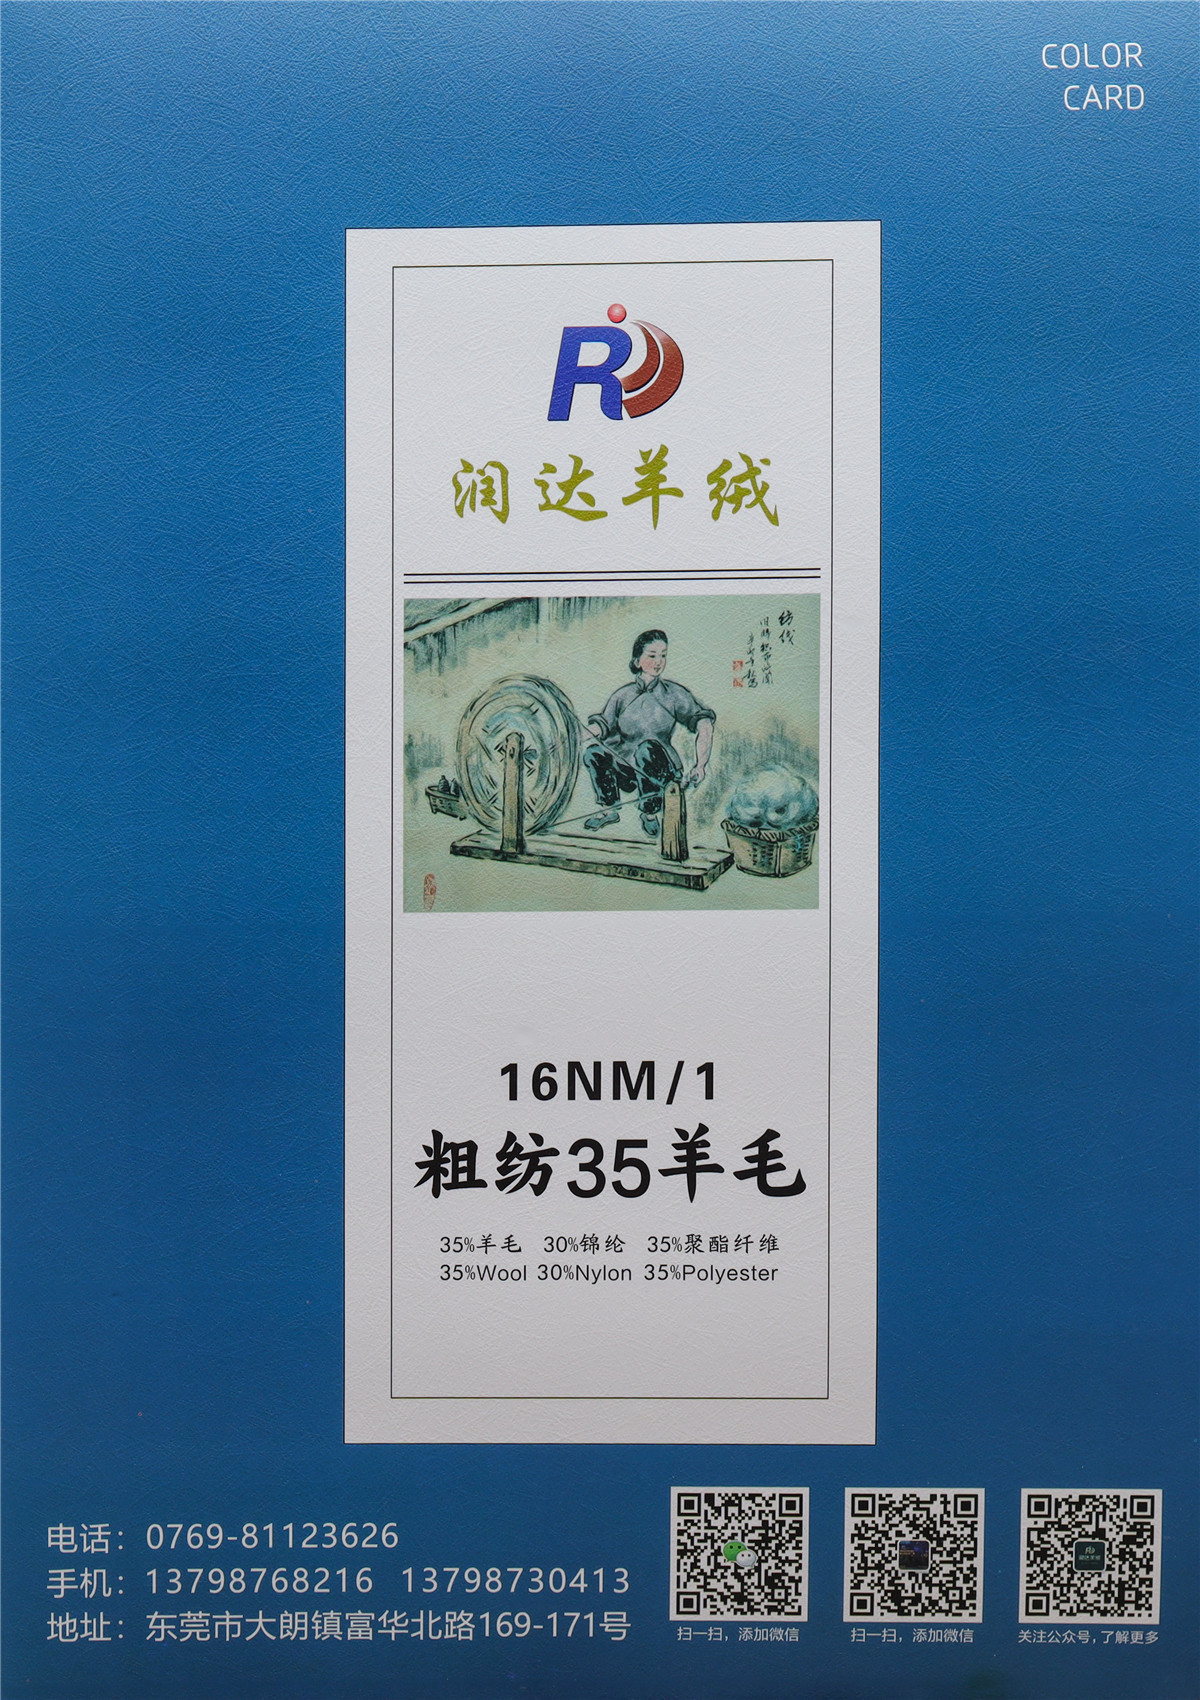 COLOR
CARD
润达羊绒
纺线
16NM/1
粗纺35羊毛
35%羊毛 30%锦纶 35%聚酯纤维
35%Wool 30%Nylon 35%Polyester
电话：0769-81123626
手机：13798768216 13798730413
地址：东莞市大朗镇富华北路169-171号
扫一扫，添加微信
扫一扫，添加微信
关注公众号，了解更多